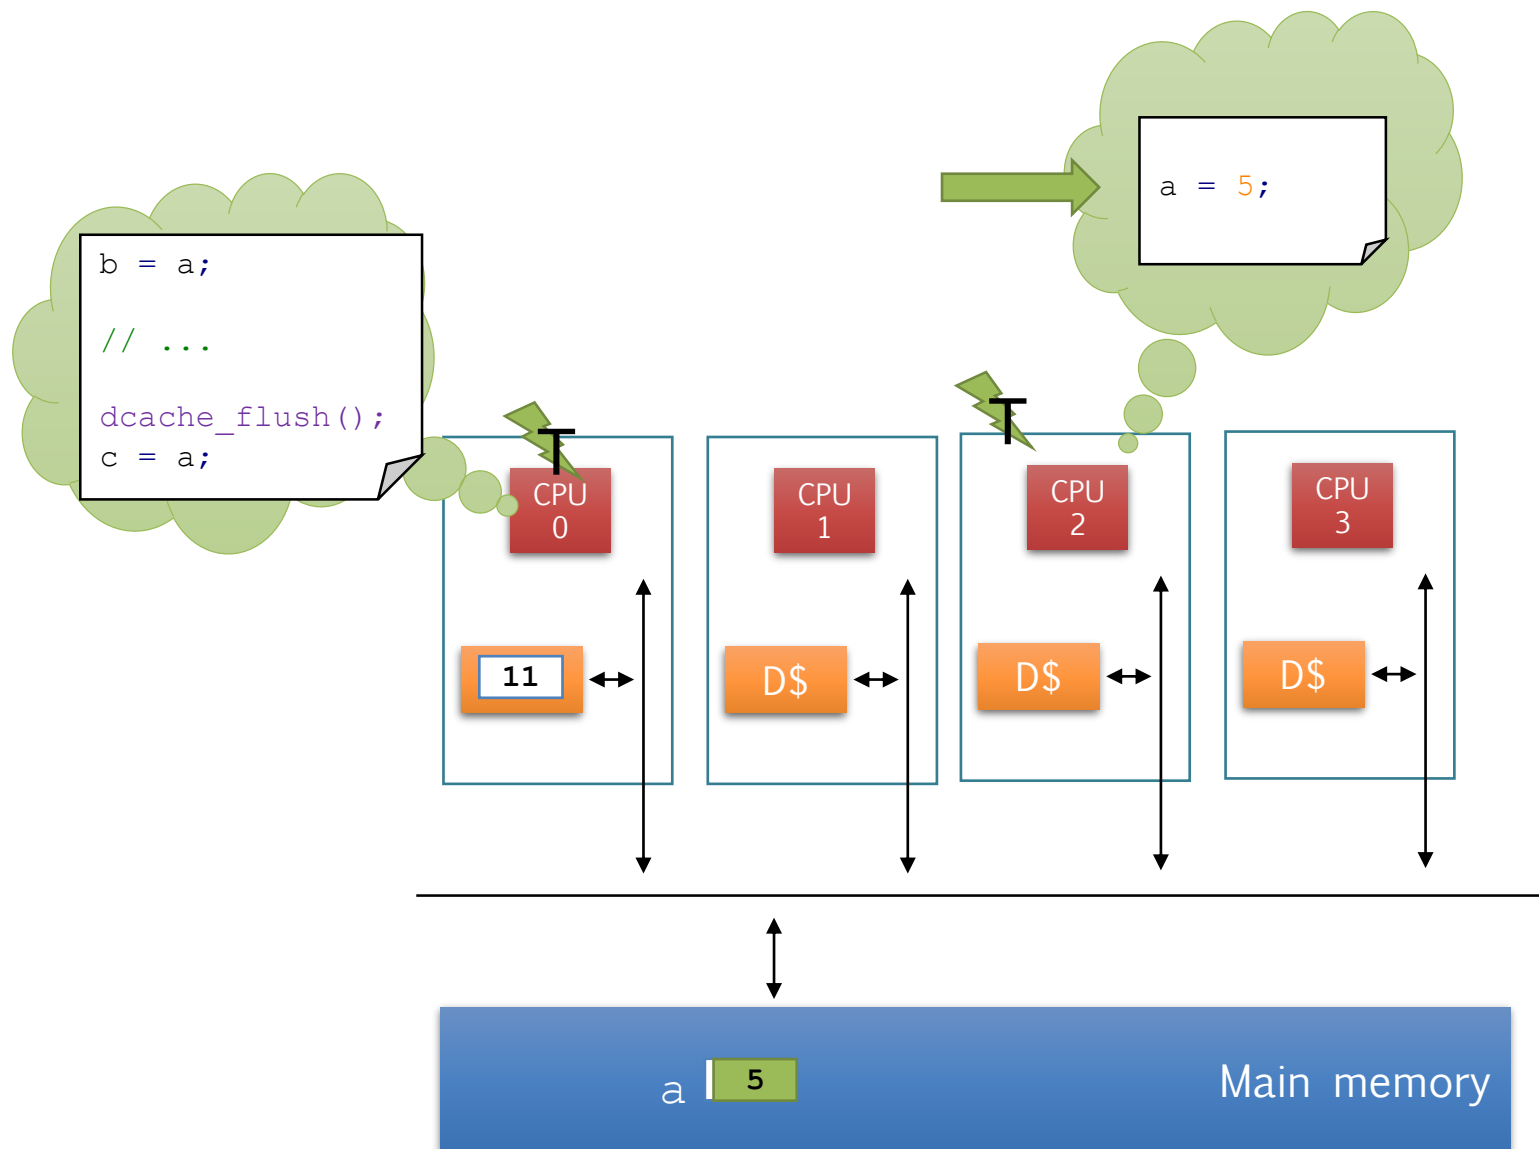 a = 5;
b = a;
// ...
dcache_flush();
c = a;
T
T
CPU
0
CPU
1
CPU
2
CPU
3
11
D$
D$
D$
a
5
Main memory